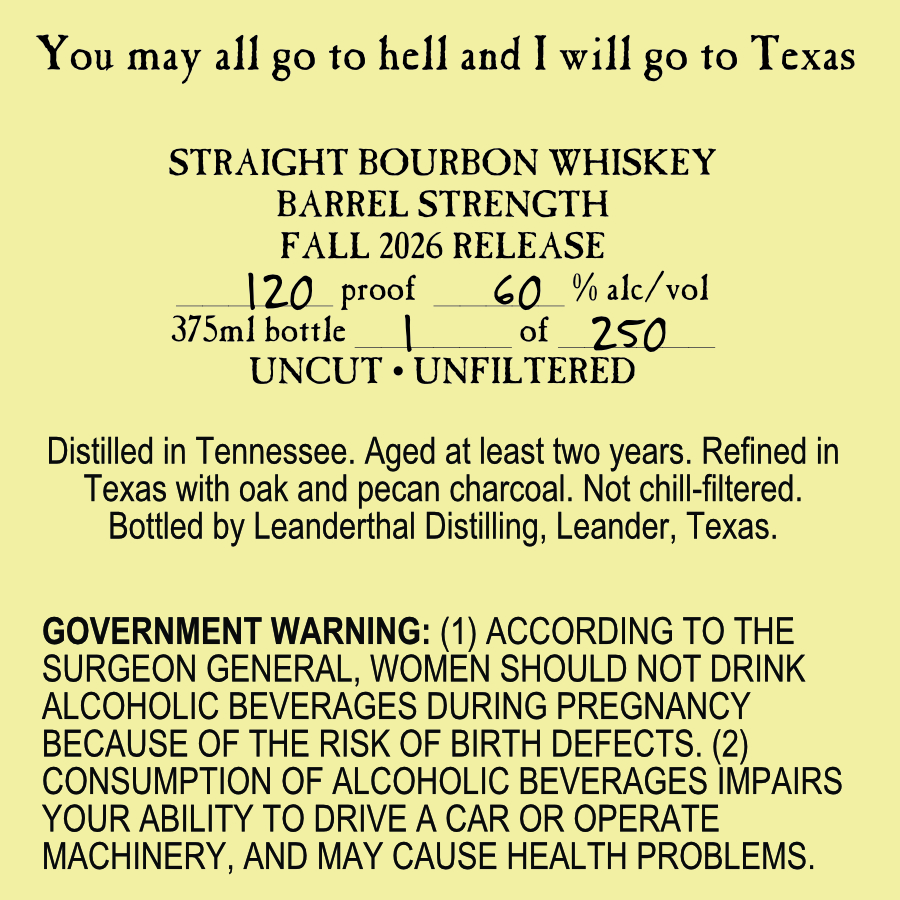 You may all go to hell and I will go to Texas
STRAIGHT BOURBON WHISKEY
BARREL STRENGTH
FALL 2026 RELEASE
120 proof 60 % alc/vol
375ml bottle 1 of 250
UNCUT • UNFILTERED
Distilled in Tennessee. Aged at least two years. Refined in
Texas with oak and pecan charcoal. Not chill-filtered.
Bottled by Leanderthal Distilling, Leander, Texas.
GOVERNMENT WARNING: (1) ACCORDING TO THE
SURGEON GENERAL, WOMEN SHOULD NOT DRINK
ALCOHOLIC BEVERAGES DURING PREGNANCY
BECAUSE OF THE RISK OF BIRTH DEFECTS. (2)
CONSUMPTION OF ALCOHOLIC BEVERAGES IMPAIRS
YOUR ABILITY TO DRIVE A CAR OR OPERATE
MACHINERY, AND MAY CAUSE HEALTH PROBLEMS.